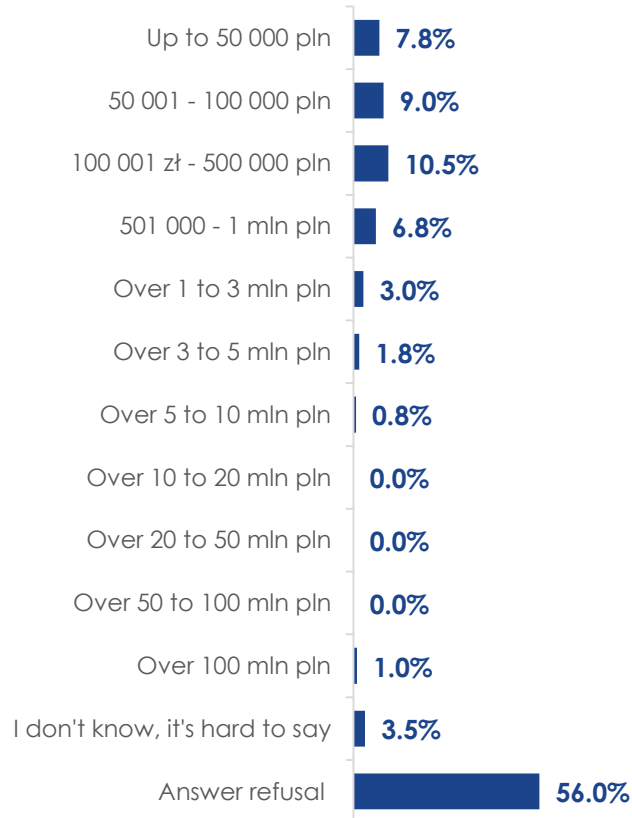 Up to 50 000 pln 7.8%
50 001 - 100 000 pln 9.0%
100 001 zł - 500 000 pln 10.5%
501 000 - 1 mln pln 6.8%
Over 1 to 3 mln pln 3.0%
Over 3 to 5 mln pln 1.8%
Over 5 to 10 mln pln 0.8%
Over 10 to 20 mln pln 0.0%
Over 20 to 50 mln pln 0.0%
Over 50 to 100 mln pln 0.0%
Over 100 mln pln 1.0%
I don't know, it's hard to say 3.5%
Answer refusal 56.0%